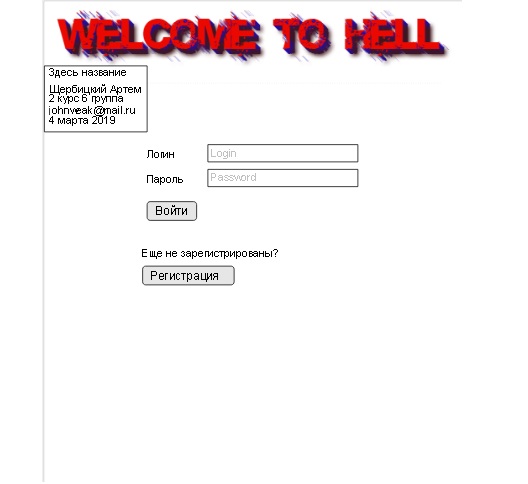 WELCOME TO HELL
Здесь название
Щербицкий Артем
2 курс 6 группа
johnveak@mail.ru
4 марта 2019
Логин Login
Пароль Password
Войти
Еще не зарегистрированы?
Регистрация